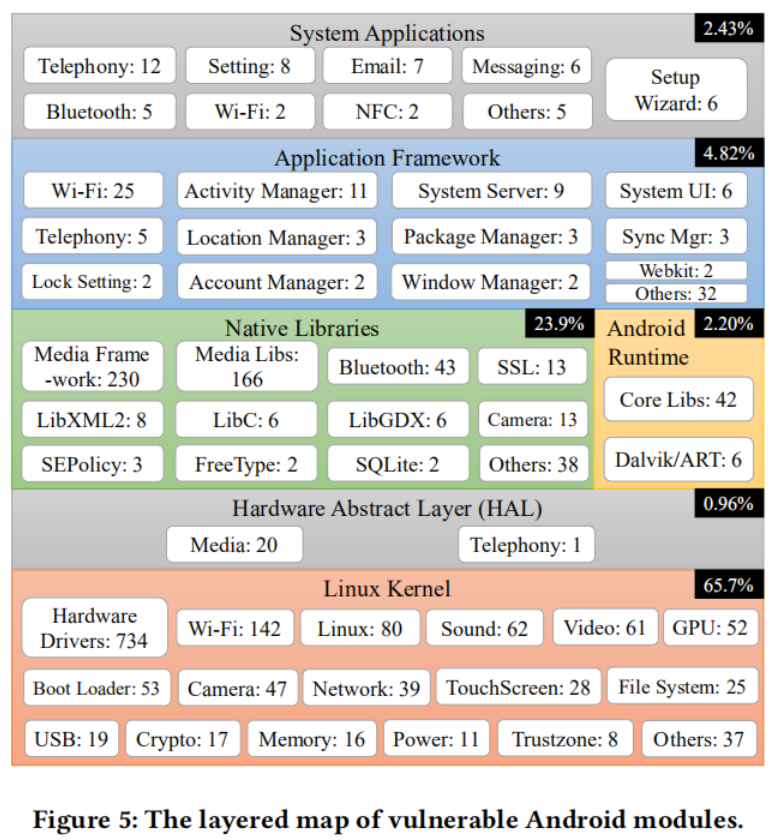 System Applications
2.43%
Telephony: 12
Setting: 8
Email: 7
Messaging: 6
Setup
Wizard: 6
Bluetooth: 5
Wi-Fi: 2
NFC: 2
Others: 5
Application Framework
4.82%
Wi-Fi: 25
Activity Manager: 11
System Server: 9
System UI: 6
Telephony: 5
Location Manager: 3
Package Manager: 3
Sync Mgr: 3
Lock Setting: 2
Account Manager: 2
Window Manager: 2
Webkit: 2
Others: 32
Native Libraries
23.9%
Media Frame
-work: 230
Media Libs:
166
Bluetooth: 43
SSL: 13
LibXML2: 8
LibC: 6
LibGDX: 6
Camera: 13
SEPolicy: 3
FreeType: 2
SQLite: 2
Others: 38
Android
Runtime
2.20%
Core Libs: 42
Dalvik/ART: 6
Hardware Abstract Layer (HAL)
0.96%
Media: 20
Telephony: 1
Linux Kernel
65.7%
Hardware
Drivers: 734
Wi-Fi: 142
Linux: 80
Sound: 62
Video: 61
GPU: 52
Boot Loader: 53
Camera: 47
Network: 39
TouchScreen: 28
File System: 25
USB: 19
Crypto: 17
Memory: 16
Power: 11
Trustzone: 8
Others: 37
Figure 5: The layered map of vulnerable Android modules.